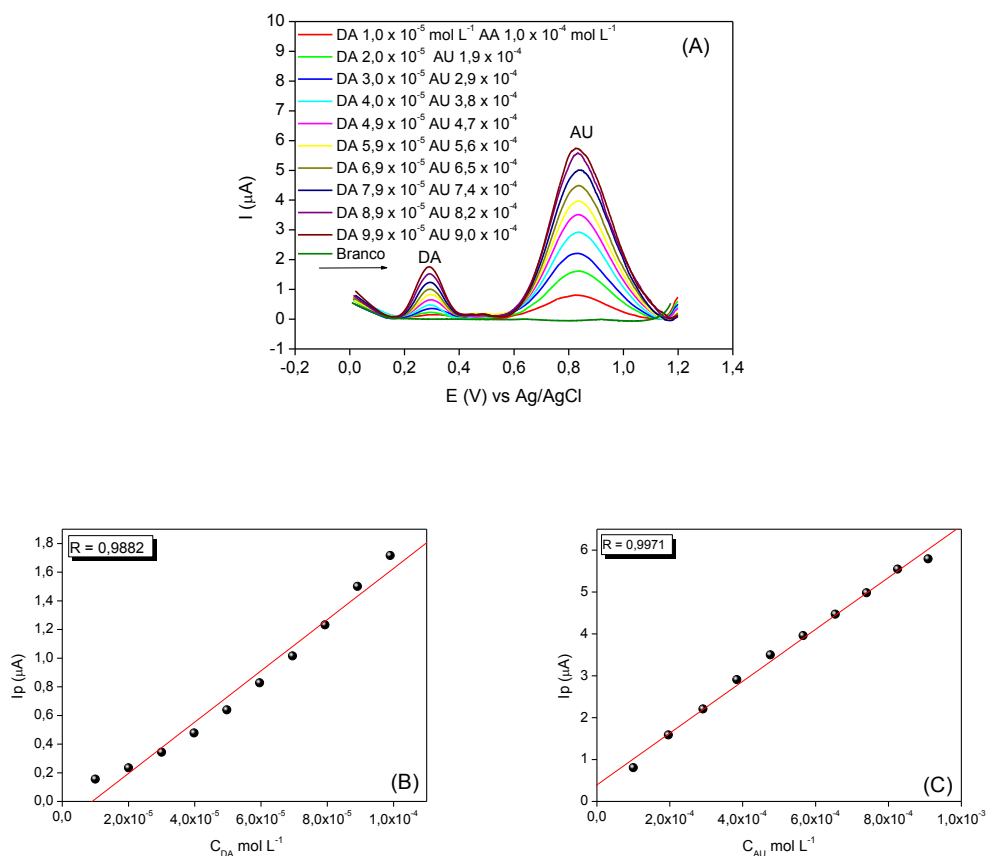 (A)
DA 1,0 x 10-5 mol L-1 AA 1,0 x 10-4 mol L-1
DA 2,0 x 10-5 AU 1,9 x 10-4
DA 3,0 x 10-5 AU 2,9 x 10-4
DA 4,0 x 10-5 AU 3,8 x 10-4
DA 4,9 x 10-5 AU 4,7 x 10-4
DA 5,9 x 10-5 AU 5,6 x 10-4
DA 6,9 x 10-5 AU 6,5 x 10-4
DA 7,9 x 10-5 AU 7,4 x 10-4
DA 8,9 x 10-5 AU 8,2 x 10-4
DA 9,9 x 10-5 AU 9,0 x 10-4
Branco
DA
AU
10
9
8
7
6
5
4
3
2
1
0
-1
I (μA)
-0,2 0,0 0,2 0,4 0,6 0,8 1,0 1,2 1,4
E (V) vs Ag/AgCl
R = 0,9882
1,8
1,6
1,4
1,2
1,0
0,8
0,6
0,4
0,2
0,0
Ip (μA)
(B)
0,0 2,0x10-5 4,0x10-5 6,0x10-5 8,0x10-5 1,0x10-4
CDA mol L-1
R = 0,9971
6
5
4
3
2
1
0
Ip (μA)
(C)
0,0 2,0x10-4 4,0x10-4 6,0x10-4 8,0x10-4 1,0x10-3
CAU mol L-1